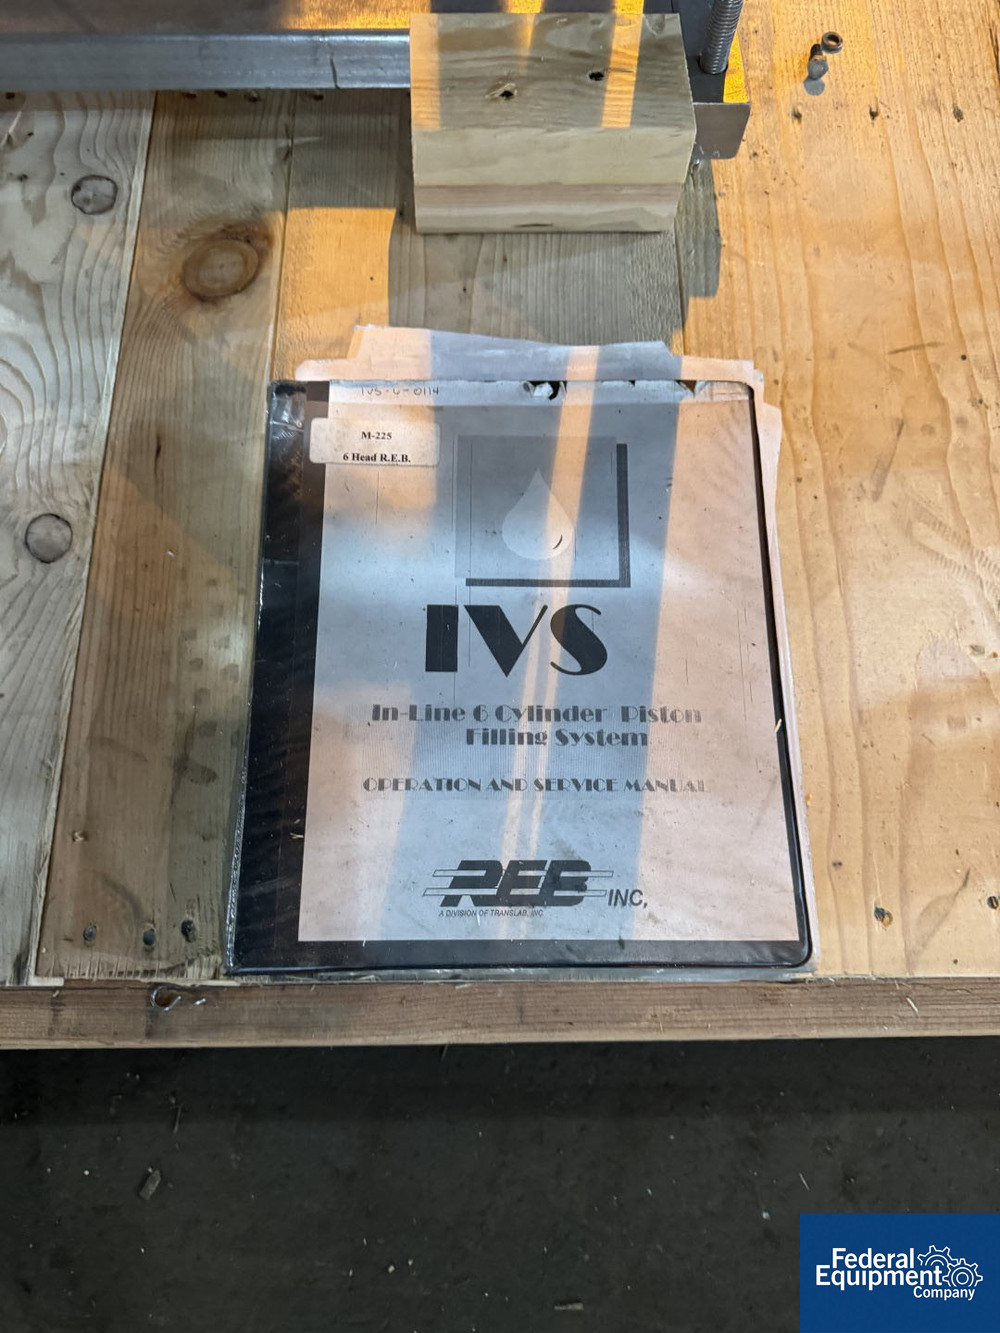 IVS-6-0114
M-225
6 Head R.E.B.
IVS
In-Line 6 Cylinder Piston
Filling System
OPERATION AND SERVICE MANUAL
REB INC,
A DIVISION OF TRANSLAB, INC
Federal
Equipment
Company